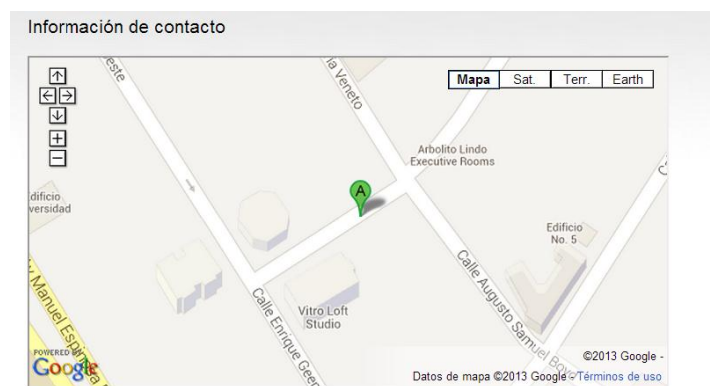 Información de contacto
Mapa
Sat.
Terr.
Earth
Arbolito Lindo
Executive Rooms
A
Edificio
No. 5
Vitro Loft
Studio
Calle Augusto Samuel
Calle Enrique
Manuel
POWERED BY
Google
©2013 Google -
Datos de mapa ©2013 Google - Términos de uso